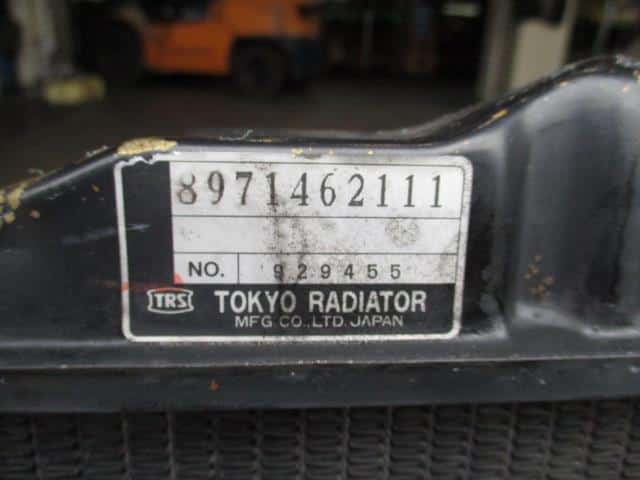 8971462111
NO. 929455
TRS TOKYO RADIATOR
MFG CO., LTD. JAPAN